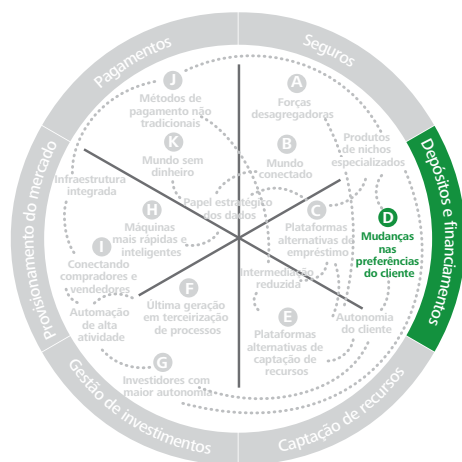 Pagamentos
Seguros
J
Métodos de
pagamento não
tradicionais
A
Forças
desagregadoras
K
Mundo sem
dinheiro
B
Mundo
conectado
Produtos
de nichos
especializados
Depósitos e financiamentos
Infraestrutura
integrada
Papel estratégico
dos dados
H
Máquinas
mais rápidas e
inteligentes
C
Plataformas
alternativas de
empréstimo
D
Mudanças
nas
preferências
do cliente
Provisionamento do mercado
I
Conectando
compradores e
vendedores
Intermediação
reduzida
F
Última geração
em terceirização
de processos
Automação
de alta
atividade
E
Plataformas
alternativas de
captação de
recursos
Autonomia
do cliente
G
Investidores com
maior autonomia
Gestão de investimentos
Captação de recursos